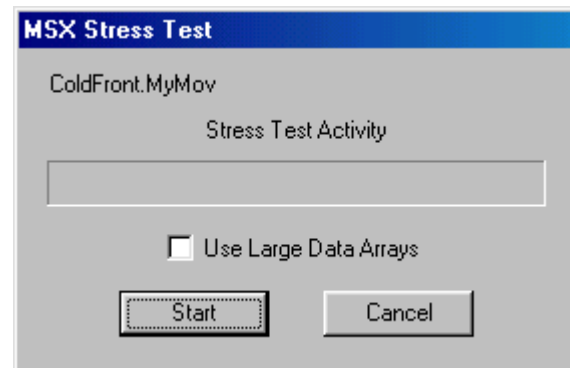 MSX Stress Test
ColdFront.MyMov
Stress Test Activity
Use Large Data Arrays
Start Cancel